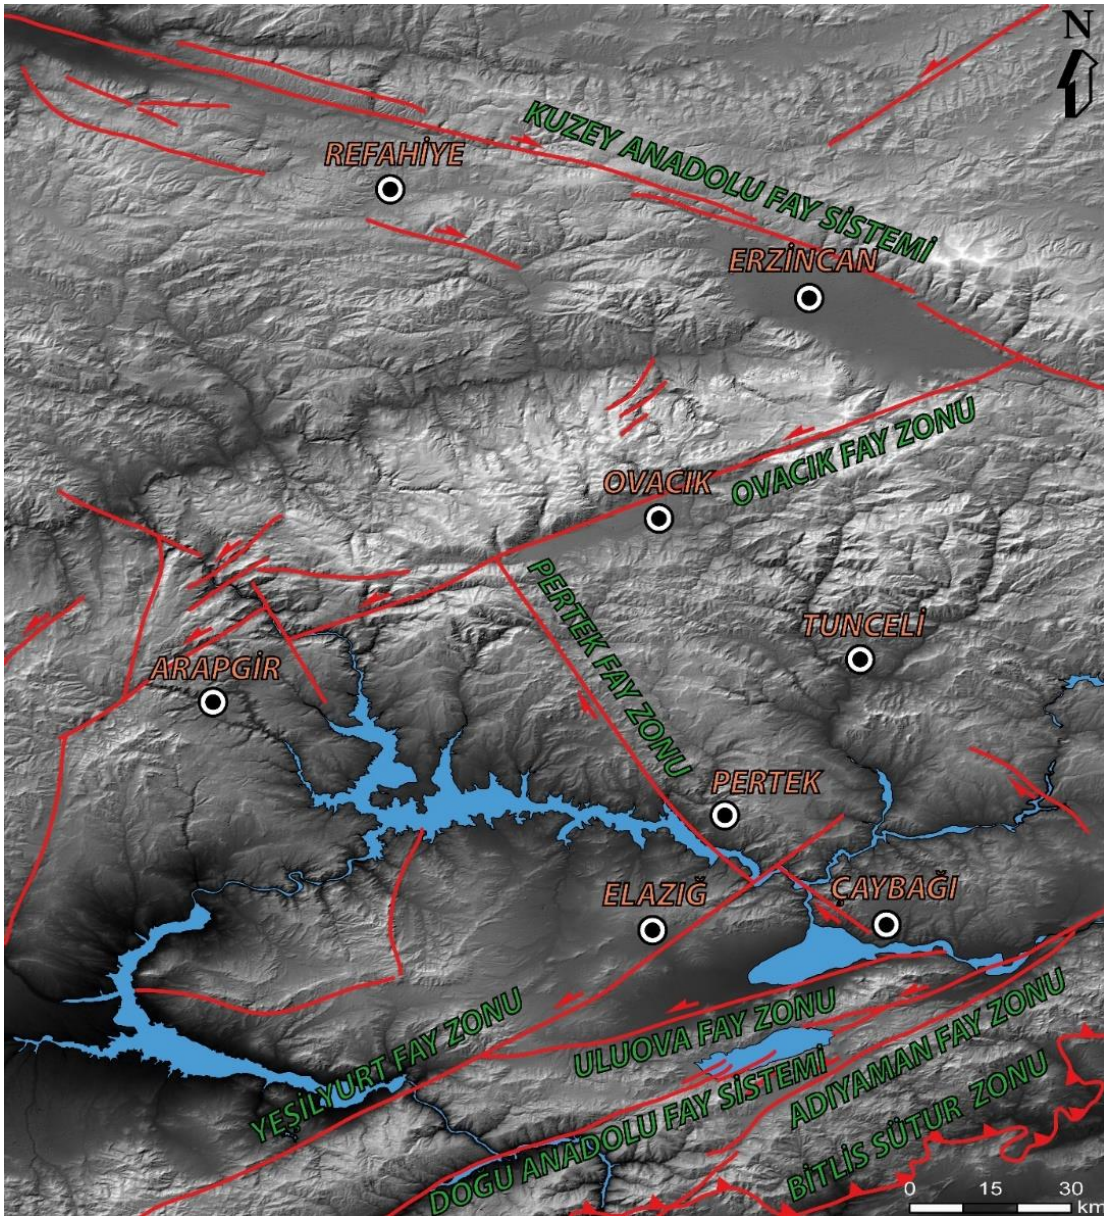 N
KUZEY ANADOLU FAY SİSTEMİ
REFAHİYE
ERZİNCAN
OVACIK FAY ZONU
OVACIK
PERTEK FAY ZONU
TUNCELİ
ARAPGİR
PERTEK
ELAZIĞ
ÇAYBAĞI
YEŞİLYURT FAY ZONU
ULUOVA FAY ZONU
DOĞU ANADOLU FAY SİSTEMİ
ADIYAMAN FAY ZONU
BİTLİS SÜTUR ZONU
0 15 30
km